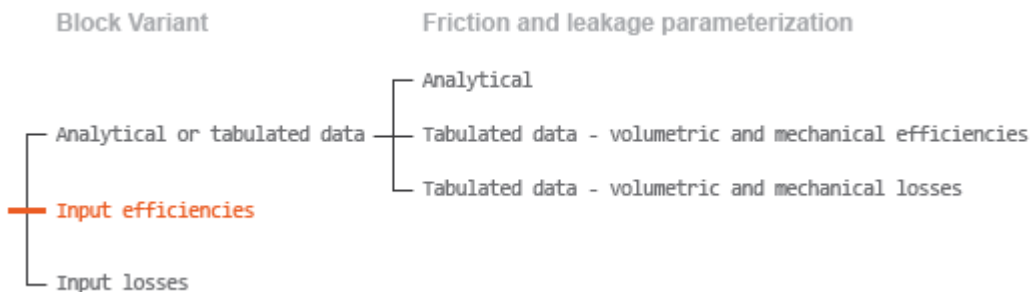 Block Variant
Friction and leakage parameterization
Analytical
Analytical or tabulated data
Tabulated data - volumetric and mechanical efficiencies
Tabulated data - volumetric and mechanical losses
Input efficiencies
Input losses